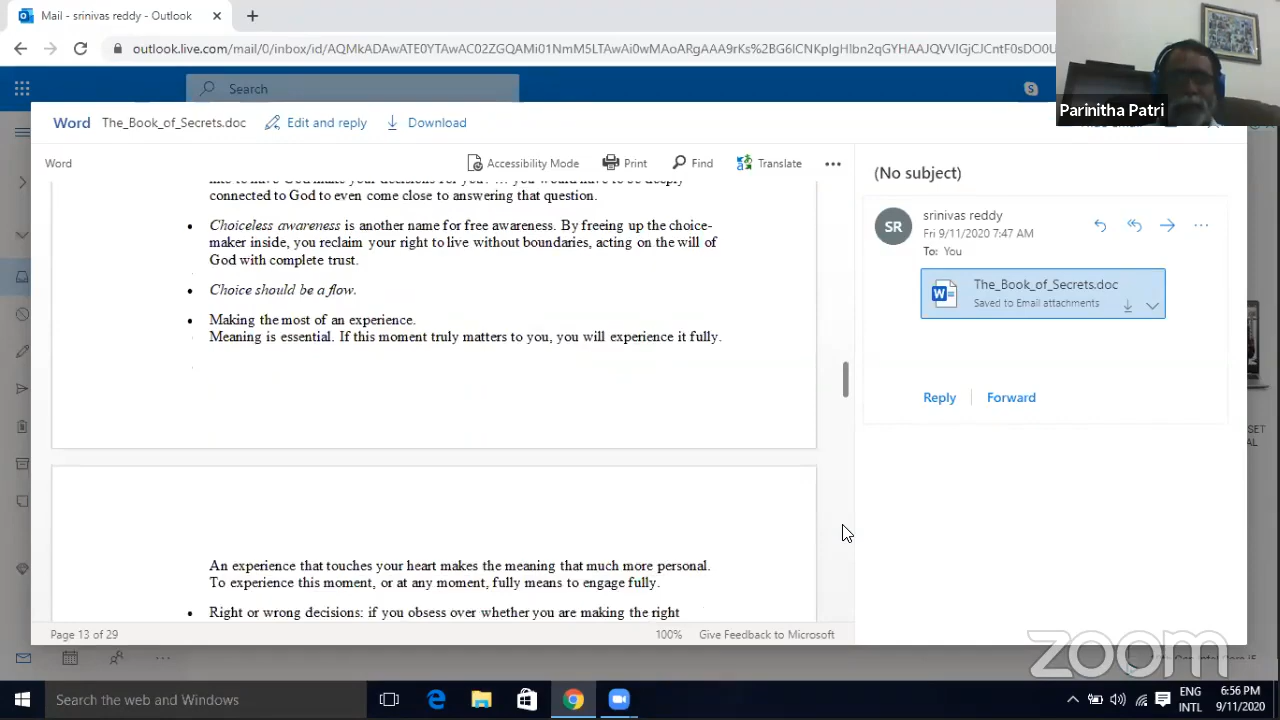 Mail - srinivas reddy - Outlook
Parinitha Patri
Search
Word The_Book_of_Secrets.doc Edit and reply Download
Word Accessibility Mode Print Find Translate
connected to God to even come close to answering that question.
Choiceless awareness is another name for free awareness. By freeing up the choice-
maker inside, you reclaim your right to live without boundaries, acting on the will of
God with complete trust.
Choice should be a flow.
Making the most of an experience.
Meaning is essential. If this moment truly matters to you, you will experience it fully.
An experience that touches your heart makes the meaning that much more personal.
To experience this moment, or at any moment, fully means to engage fully.
Right or wrong decisions: if you obsess over whether you are making the right
Page 13 of 29
100% Give Feedback to Microsoft
(No subject)
SR
srinivas reddy
Fri 9/11/2020 7:47 AM
To: You
The_Book_of_Secrets.doc
Saved to Email attachments
Reply Forward
zoom
Search the web and Windows
ENG
INTL
6:56 PM
9/11/2020